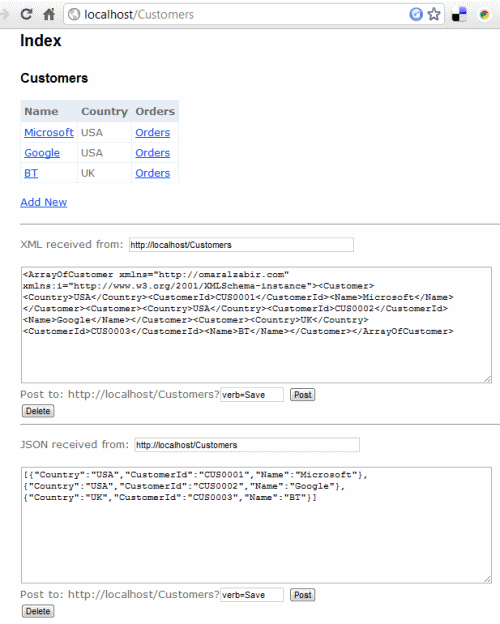 localhost/Customers
Index
Customers
Name Country Orders
Microsoft USA Orders
Google USA Orders
BT UK Orders
Add New
XML received from: http://localhost/Customers
<ArrayOfCustomer xmlns="http://omaralzabir.com"
xmlns:i="http://www.w3.org/2001/XMLSchema-instance"><Customer>
<Country>USA</Country><CustomerId>CUS0001</CustomerId><Name>Microsoft</Name>
</Customer><Customer><Country>USA</Country><CustomerId>CUS0002</CustomerId>
<Name>Google</Name></Customer><Customer><Country>UK</Country>
<CustomerId>CUS0003</CustomerId><Name>BT</Name></Customer></ArrayOfCustomer>
Post to: http://localhost/Customers?verb=Save Post
Delete
JSON received from: http://localhost/Customers
[{"Country":"USA","CustomerId":"CUS0001","Name":"Microsoft"},
{"Country":"USA","CustomerId":"CUS0002","Name":"Google"},
{"Country":"UK","CustomerId":"CUS0003","Name":"BT"}]
Post to: http://localhost/Customers?verb=Save Post
Delete